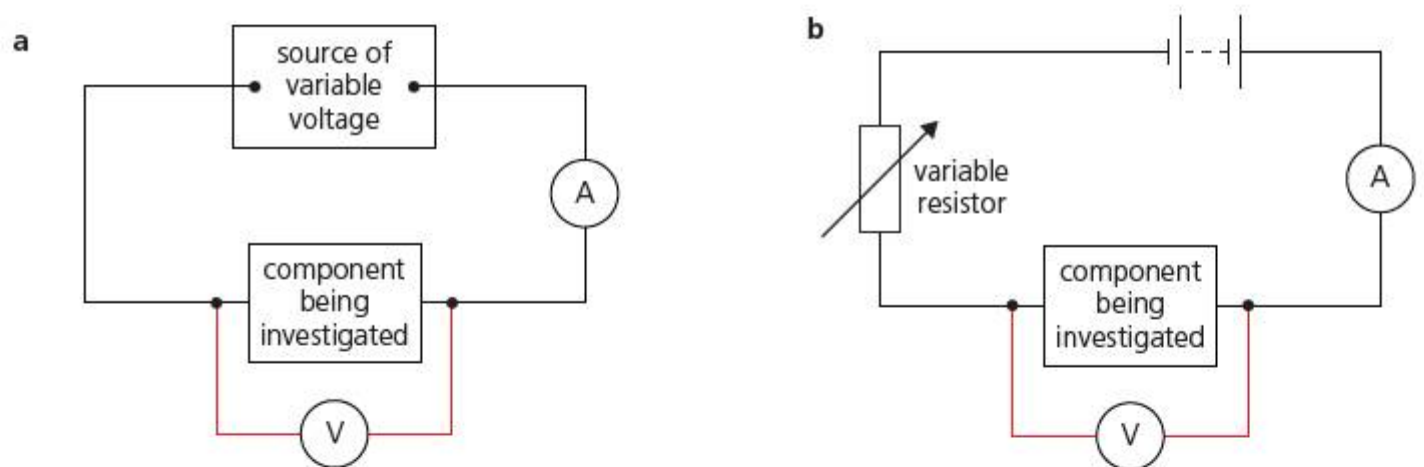 a
source of
variable
voltage
A
component
being
investigated
V
b
variable
resistor
A
component
being
investigated
V